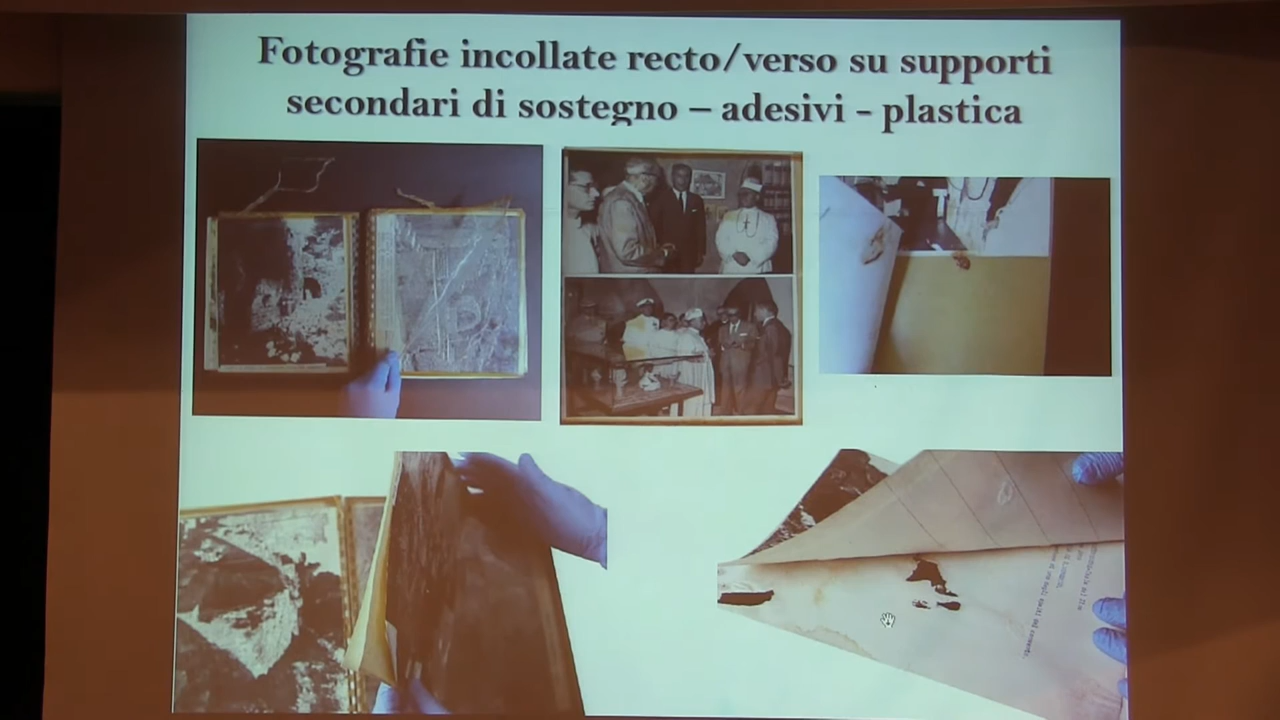 Fotografie incollate recto/verso su supporti
secondari di sostegno – adesivi - plastica